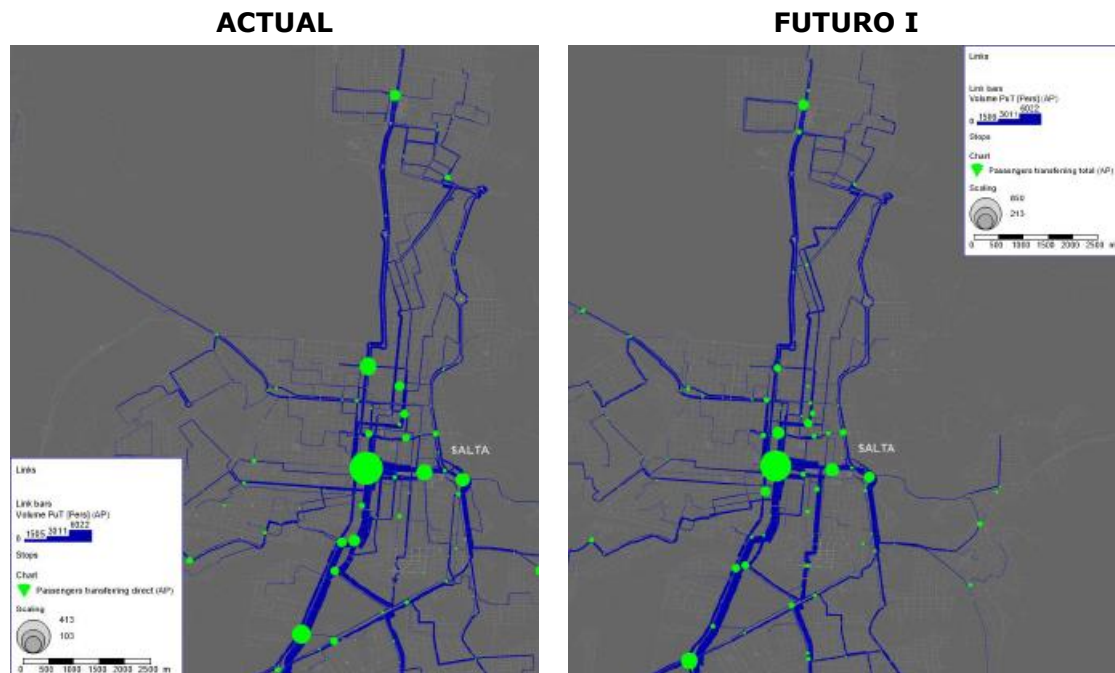 ACTUAL
FUTURO I
SALTA
Links
Link bars
Volume PuT [Pers] (AP)
0 1505 3011 6022
Stops
Chart
Passengers transferring direct (AP)
Scaling
413
103
0 500 1000 1500 2000 2500 m
Links
Link bars
Volume PuT [Pers] (AP)
0 1506 3011 6022
Stops
Chart
Passengers transferring total (AP)
Scaling
850
213
0 500 1000 1500 2000 2500 m
SALTA